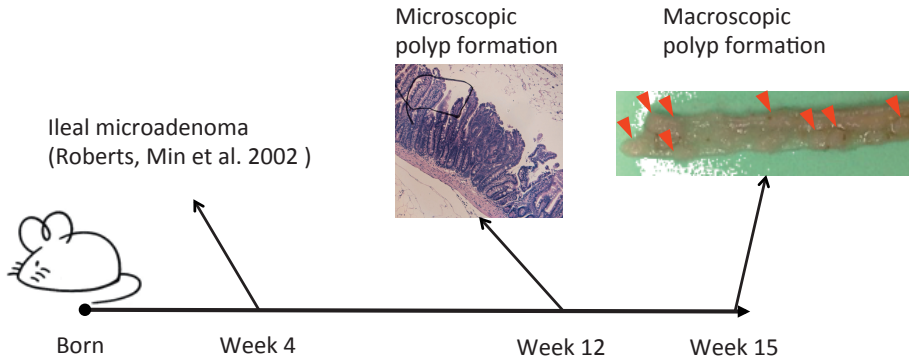 Microscopic
polyp formation
Macroscopic
polyp formation
Ileal microadenoma
(Roberts, Min et al. 2002 )
Born
Week 4
Week 12
Week 15